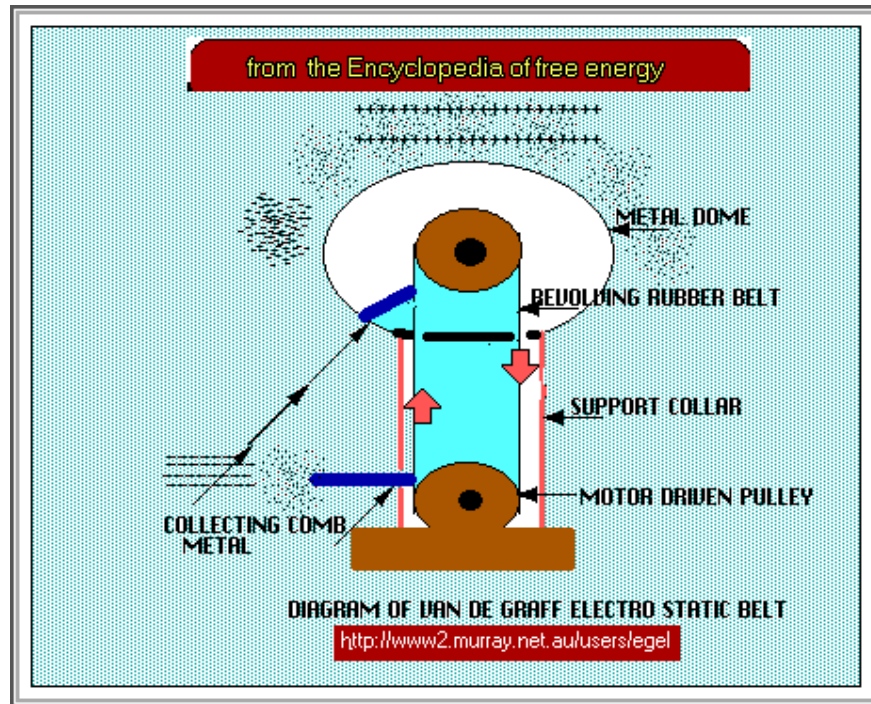 from the Encyclopedia of free energy
METAL DOME
REVOLVING RUBBER BELT
SUPPORT COLLAR
MOTOR DRIVEN PULLEY
COLLECTING COMB
METAL
DIAGRAM OF VAN DE GRAFF ELECTRO STATIC BELT
http://www2.murray.net.au/users/egel